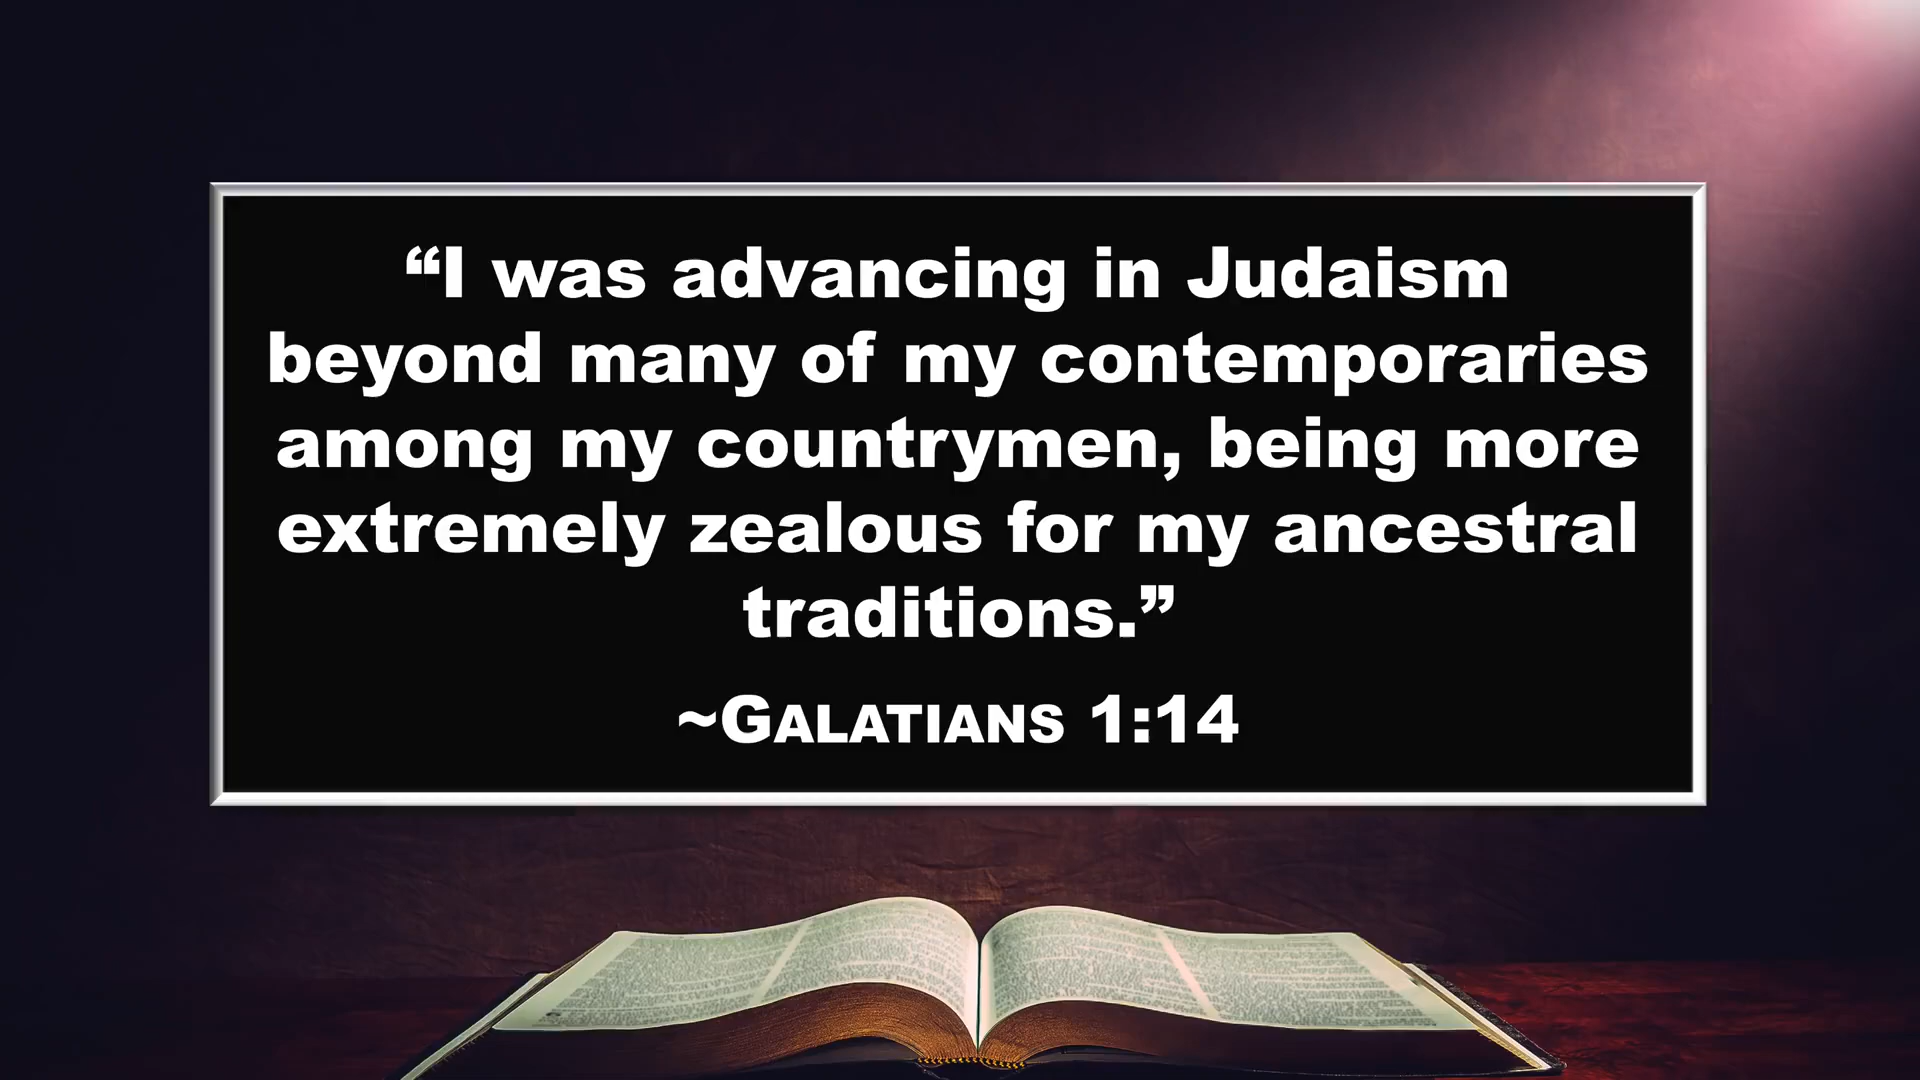 “I was advancing in Judaism
beyond many of my contemporaries
among my countrymen, being more
extremely zealous for my ancestral
traditions.”
~GALATIANS 1:14